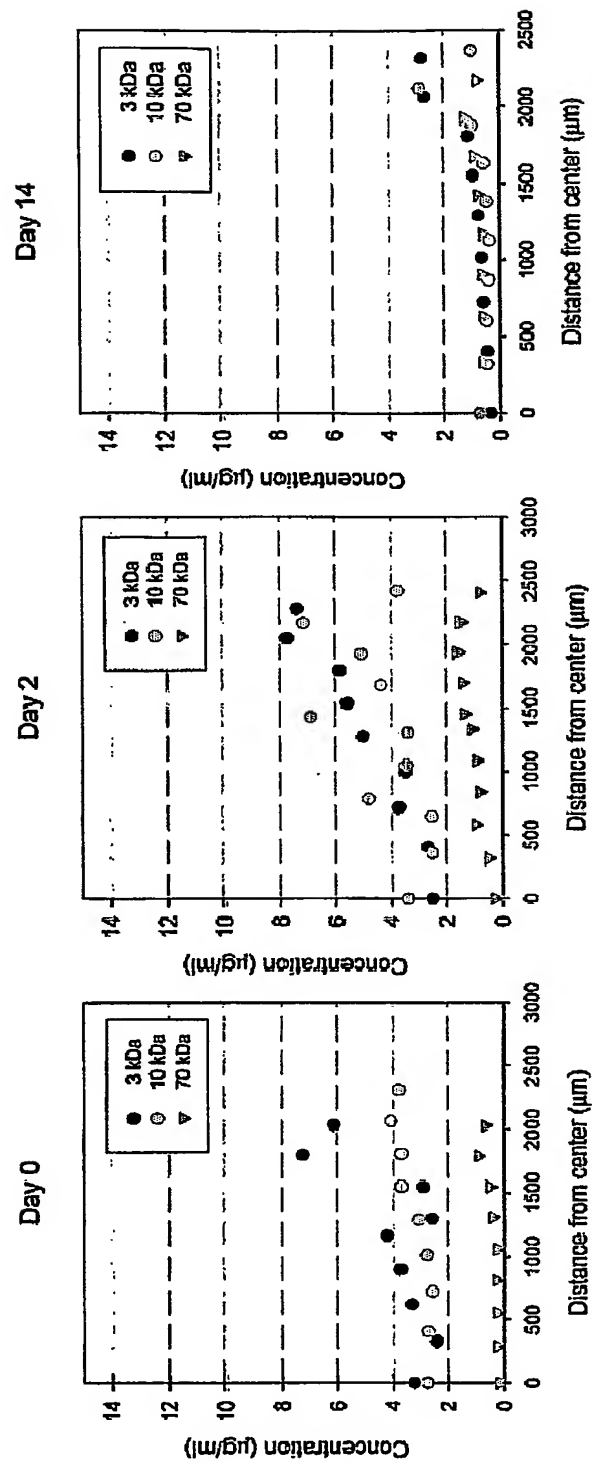 Day 0
3 kDa
10 kDa
70 kDa
Concentration (µg/ml)
14
12
10
8
6
4
2
0
0
500
1000
1500
2000
2500
3000
Distance from center (µm)
Day 2
3 kDa
10 kDa
70 kDa
Concentration (µg/ml)
14
12
10
8
6
4
2
0
0
500
1000
1500
2000
2500
3000
Distance from center (µm)
Day 14
3 kDa
10 kDa
70 kDa
Concentration (µg/ml)
14
12
10
8
6
4
2
0
0
500
1000
1500
2000
2500
Distance from center (µm)